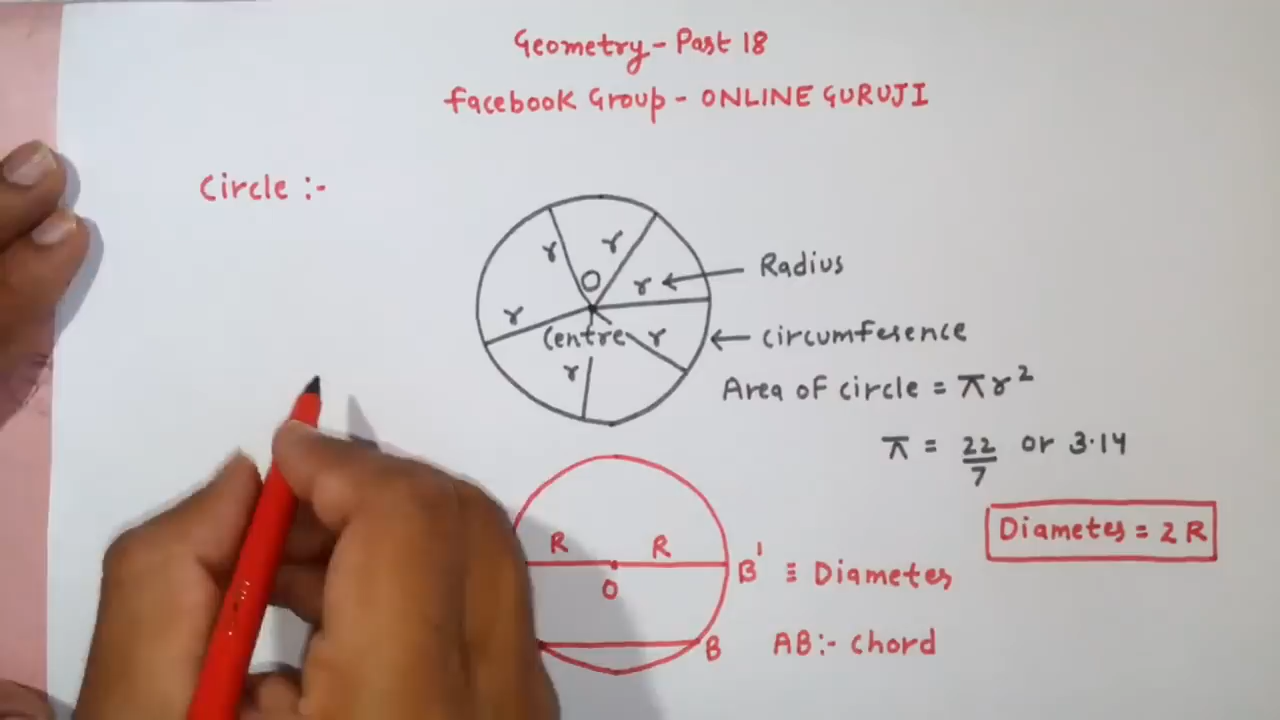 Geometry - Part 18
Facebook Group - ONLINE GURUJI
Circle :-
r
r
O
r ← Radius
r
Centre r
r
← circumference
Area of circle = πr²
π = 22/7 or 3.14
Diameter = 2R
R R
O
B' ≡ Diameter
B
AB :- chord